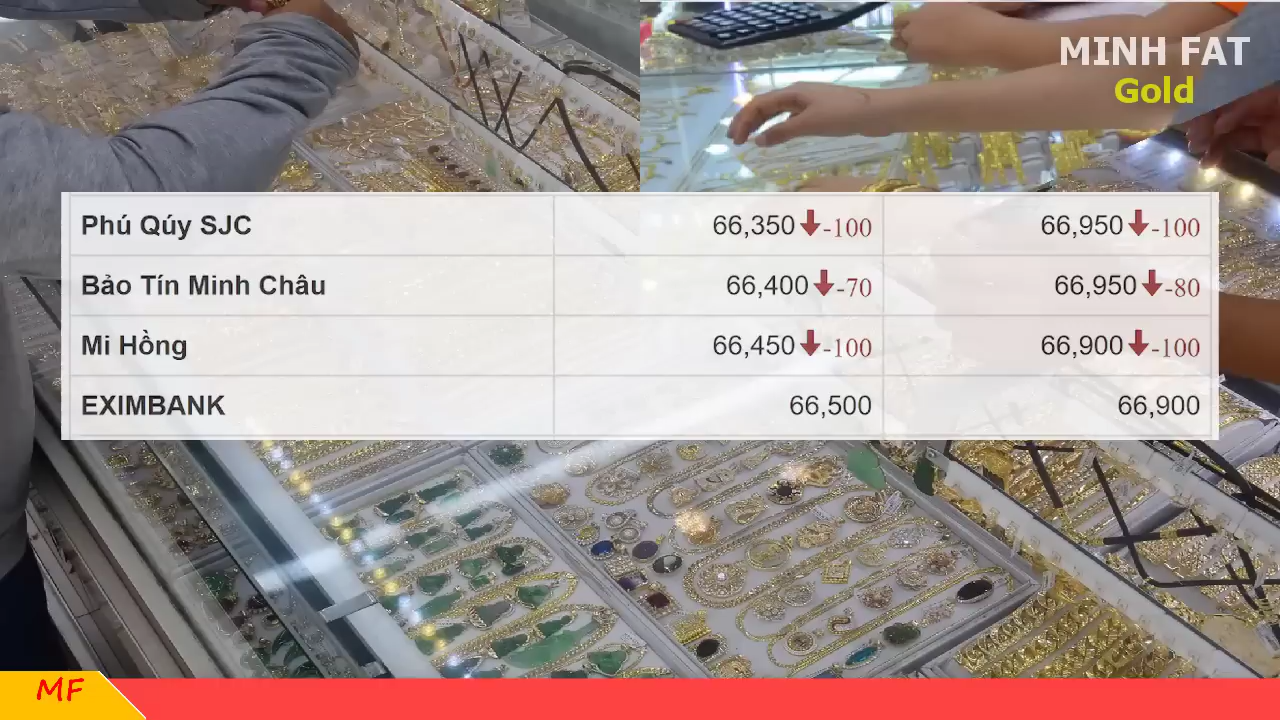 MINH FAT
Gold
Phú Qúy SJC 66,350 -100 66,950 -100
Bảo Tín Minh Châu 66,400 -70 66,950 -80
Mi Hồng 66,450 -100 66,900 -100
EXIMBANK 66,500 66,900
MF